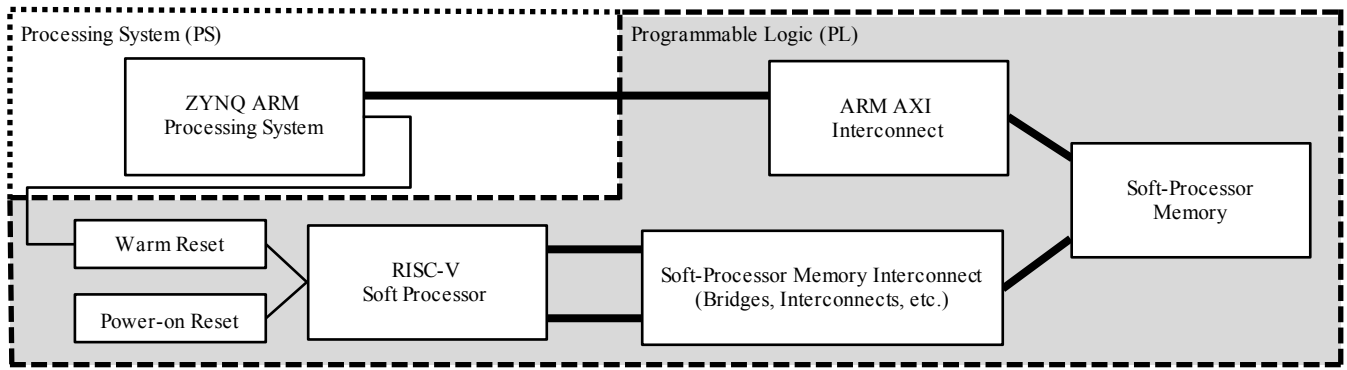 Processing System (PS)
Programmable Logic (PL)
ZYNQ ARM
Processing System
ARM AXI
Interconnect
Soft-Processor
Memory
Warm Reset
Power-on Reset
RISC-V
Soft Processor
Soft-Processor Memory Interconnect
(Bridges, Interconnects, etc.)